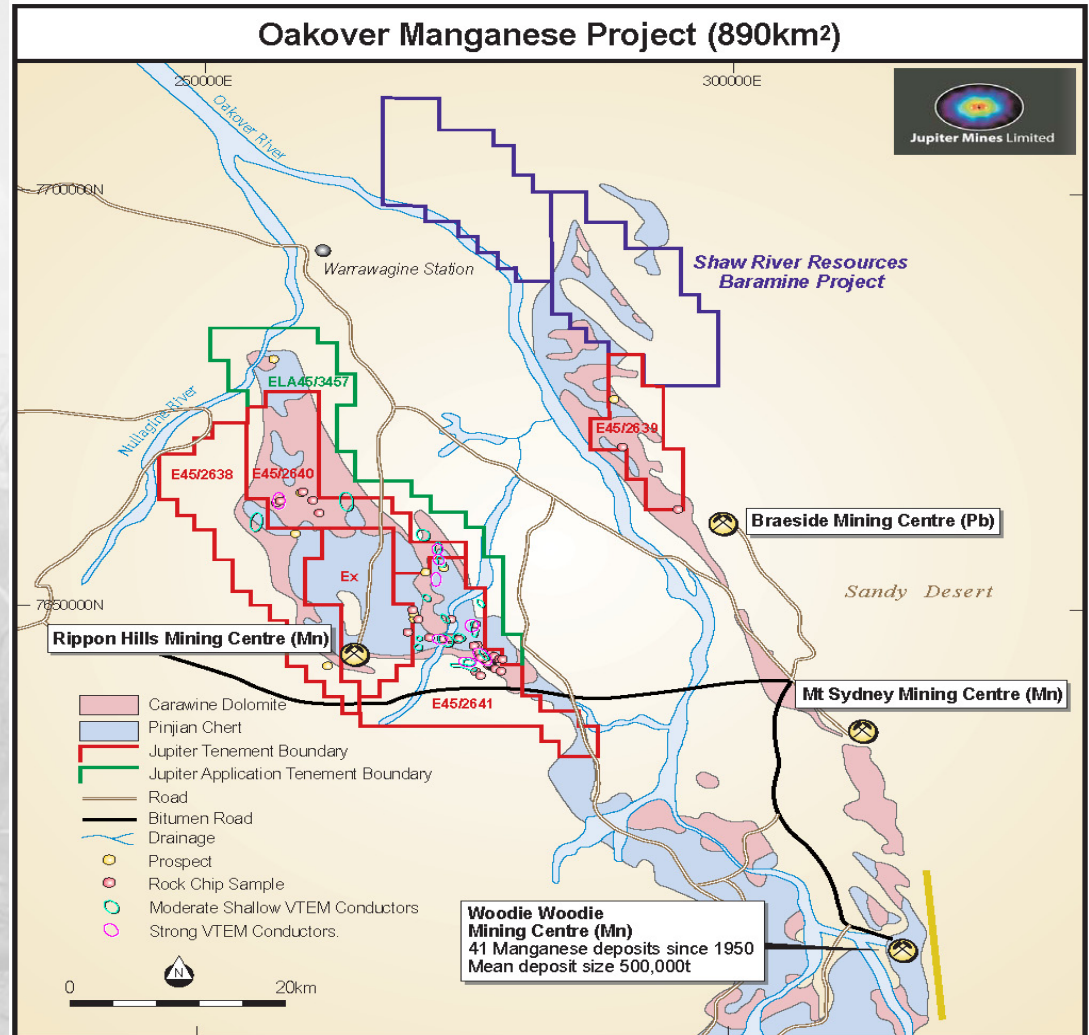 Oakover Manganese Project (890km²)
250000E
300000E
Oakover River
Jupiter Mines Limited
7700000N
Warrawagine Station
Shaw River Resources
Baramine Project
ELA45/3457
Nullagine River
E45/2638
E45/2640
E45/2639
Braeside Mining Centre (Pb)
Ex
Sandy Desert
7650000N
Rippon Hills Mining Centre (Mn)
Mt Sydney Mining Centre (Mn)
E45/2641
Carawine Dolomite
Pinjian Chert
Jupiter Tenement Boundary
Jupiter Application Tenement Boundary
Road
Bitumen Road
Drainage
Prospect
Rock Chip Sample
Moderate Shallow VTEM Conductors
Strong VTEM Conductors.
Woodie Woodie
Mining Centre (Mn)
41 Manganese deposits since 1950
Mean deposit size 500,000t
N
0 20km